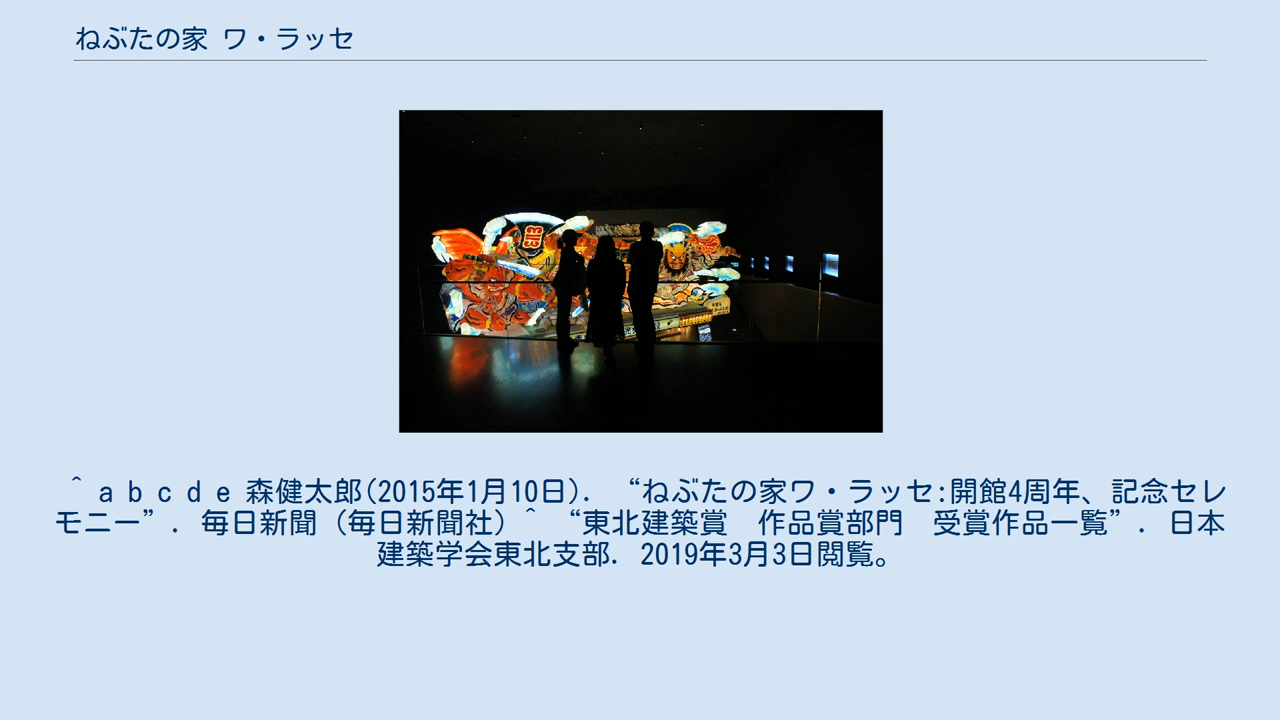 ねぶたの家 ワ・ラッセ
^ a b c d e 森健太郎(2015年1月10日). “ねぶたの家ワ・ラッセ:開館4周年、記念セレ
モニー”. 毎日新聞 (毎日新聞社) ^ “東北建築賞　作品賞部門　受賞作品一覧”. 日本
建築学会東北支部. 2019年3月3日閲覧。